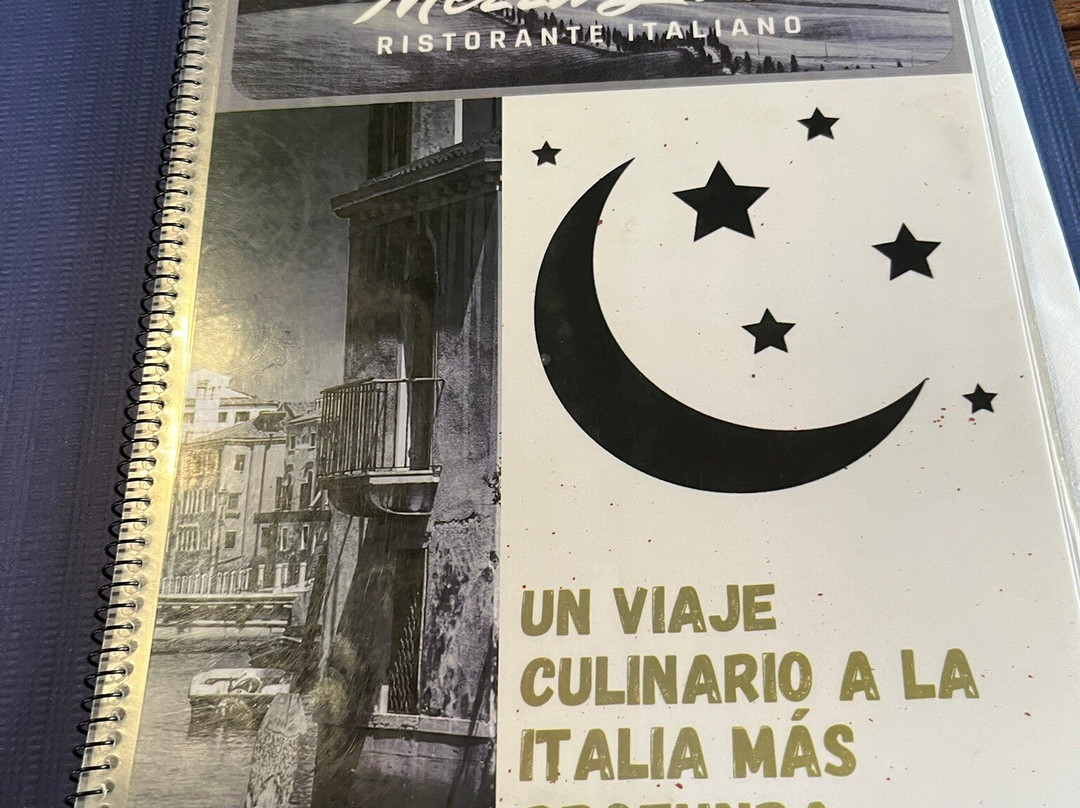 RISTORANTE ITALIANO
UN VIAJE
CULINARIO A LA
ITALIA MÁS